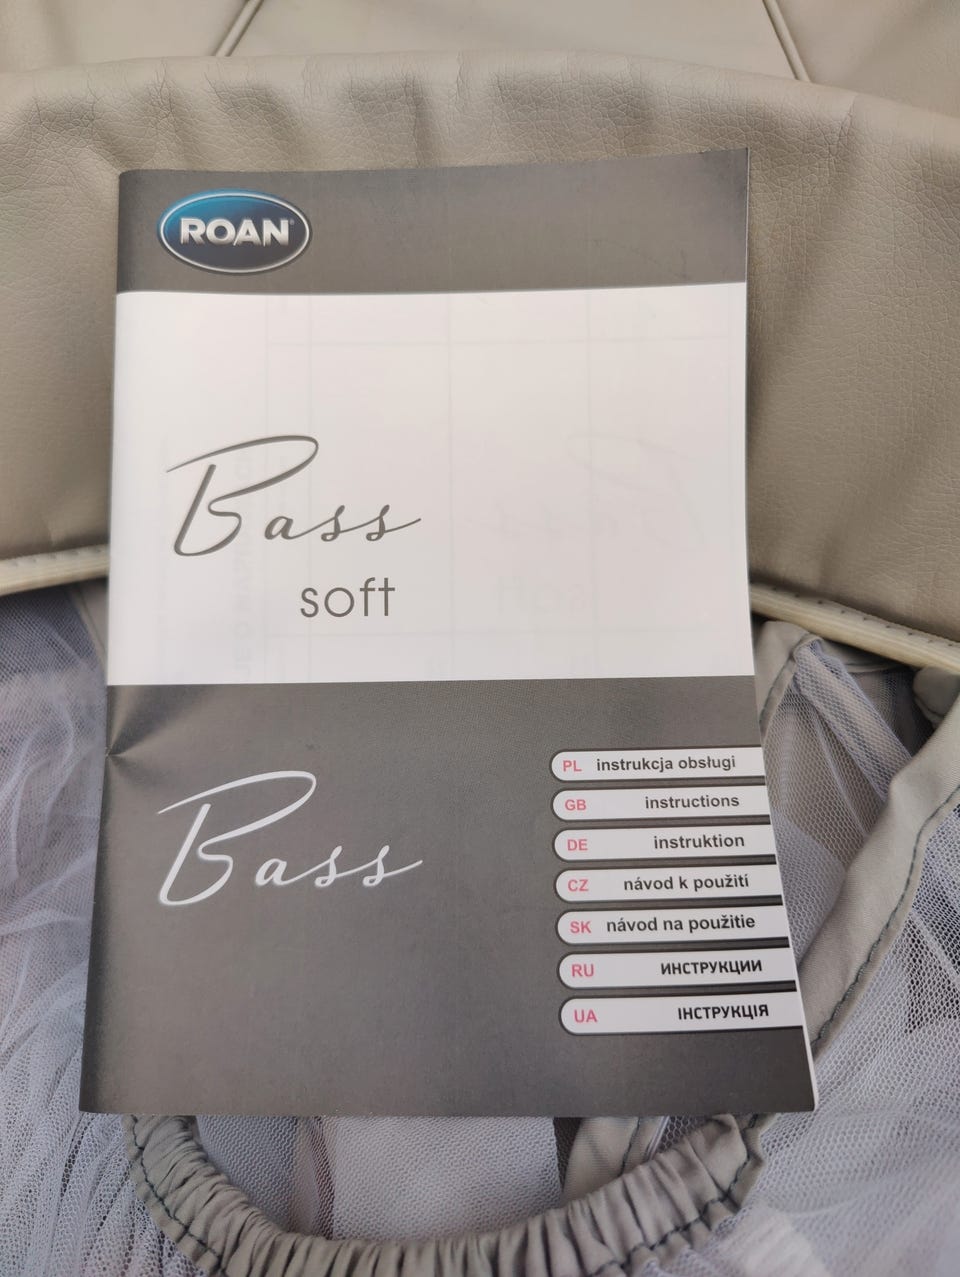 ROAN
Bass
soft
Bass
PL instrukcja obsługi
GB instructions
DE instruktion
CZ návod k použití
SK návod na použitie
RU ИНСТРУКЦИИ
UA ІНСТРУКЦІЯ